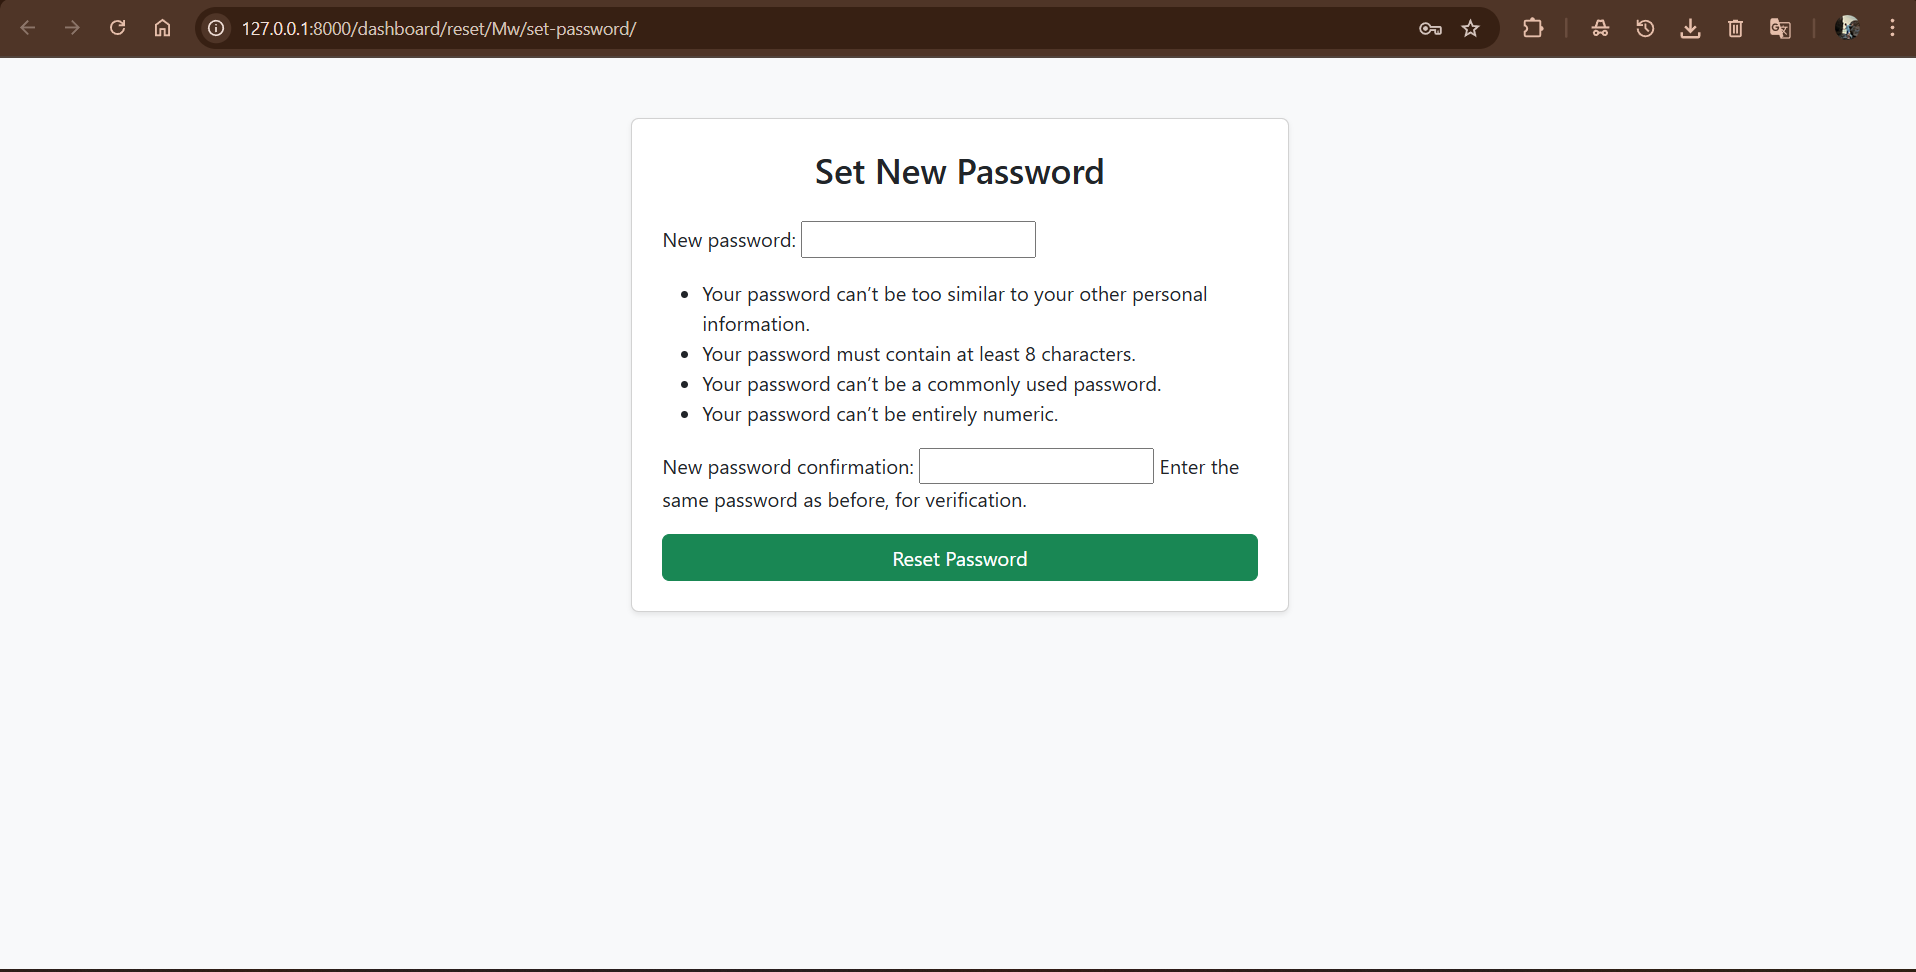 127.0.0.1:8000/dashboard/reset/Mw/set-password/
Set New Password
New password:
Your password can’t be too similar to your other personal
information.
Your password must contain at least 8 characters.
Your password can’t be a commonly used password.
Your password can’t be entirely numeric.
New password confirmation: Enter the
same password as before, for verification.
Reset Password